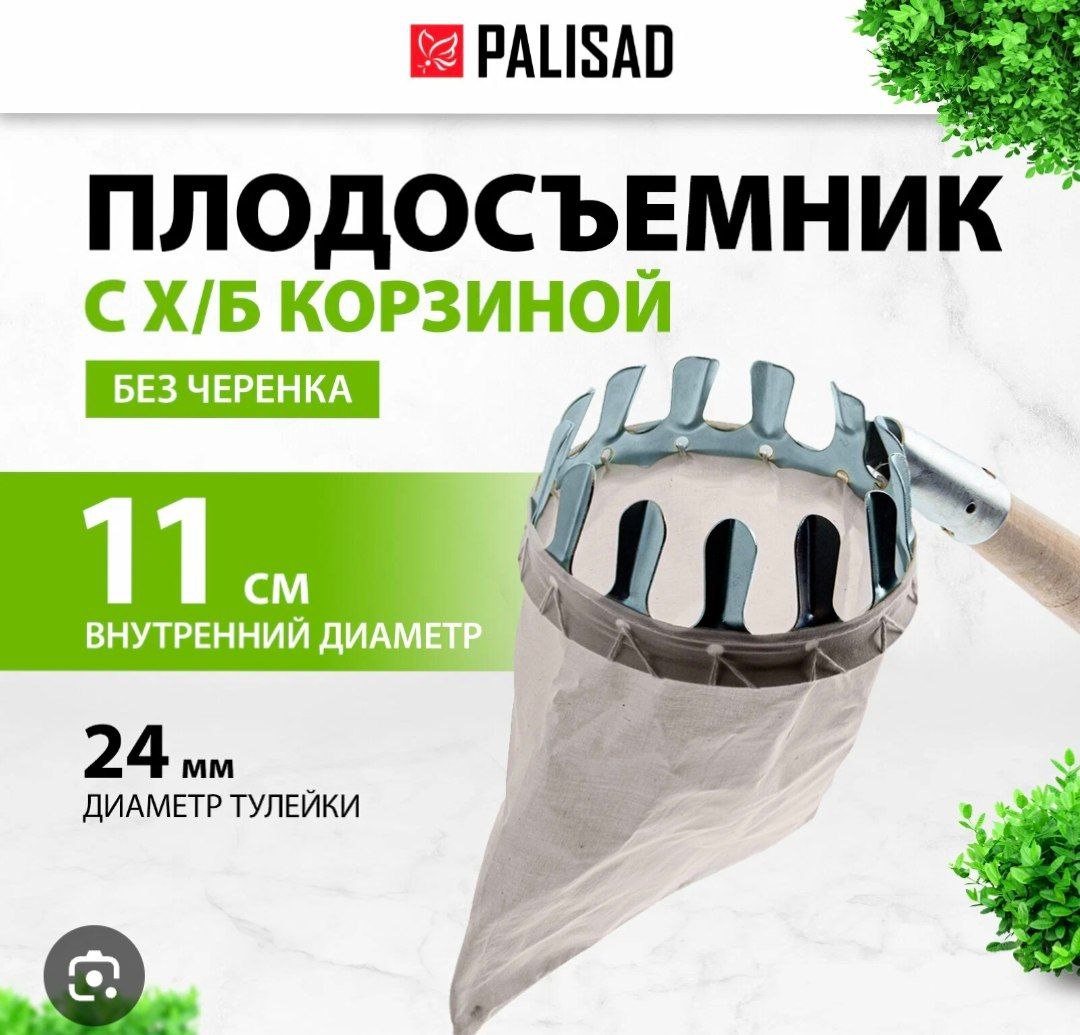 PALISAD
ПЛОДОСЪЕМНИК
С Х/Б КОРЗИНОЙ
БЕЗ ЧЕРЕНКА
11 СМ
ВНУТРЕННИЙ ДИАМЕТР
24 ММ
ДИАМЕТР ТУЛЕЙКИ